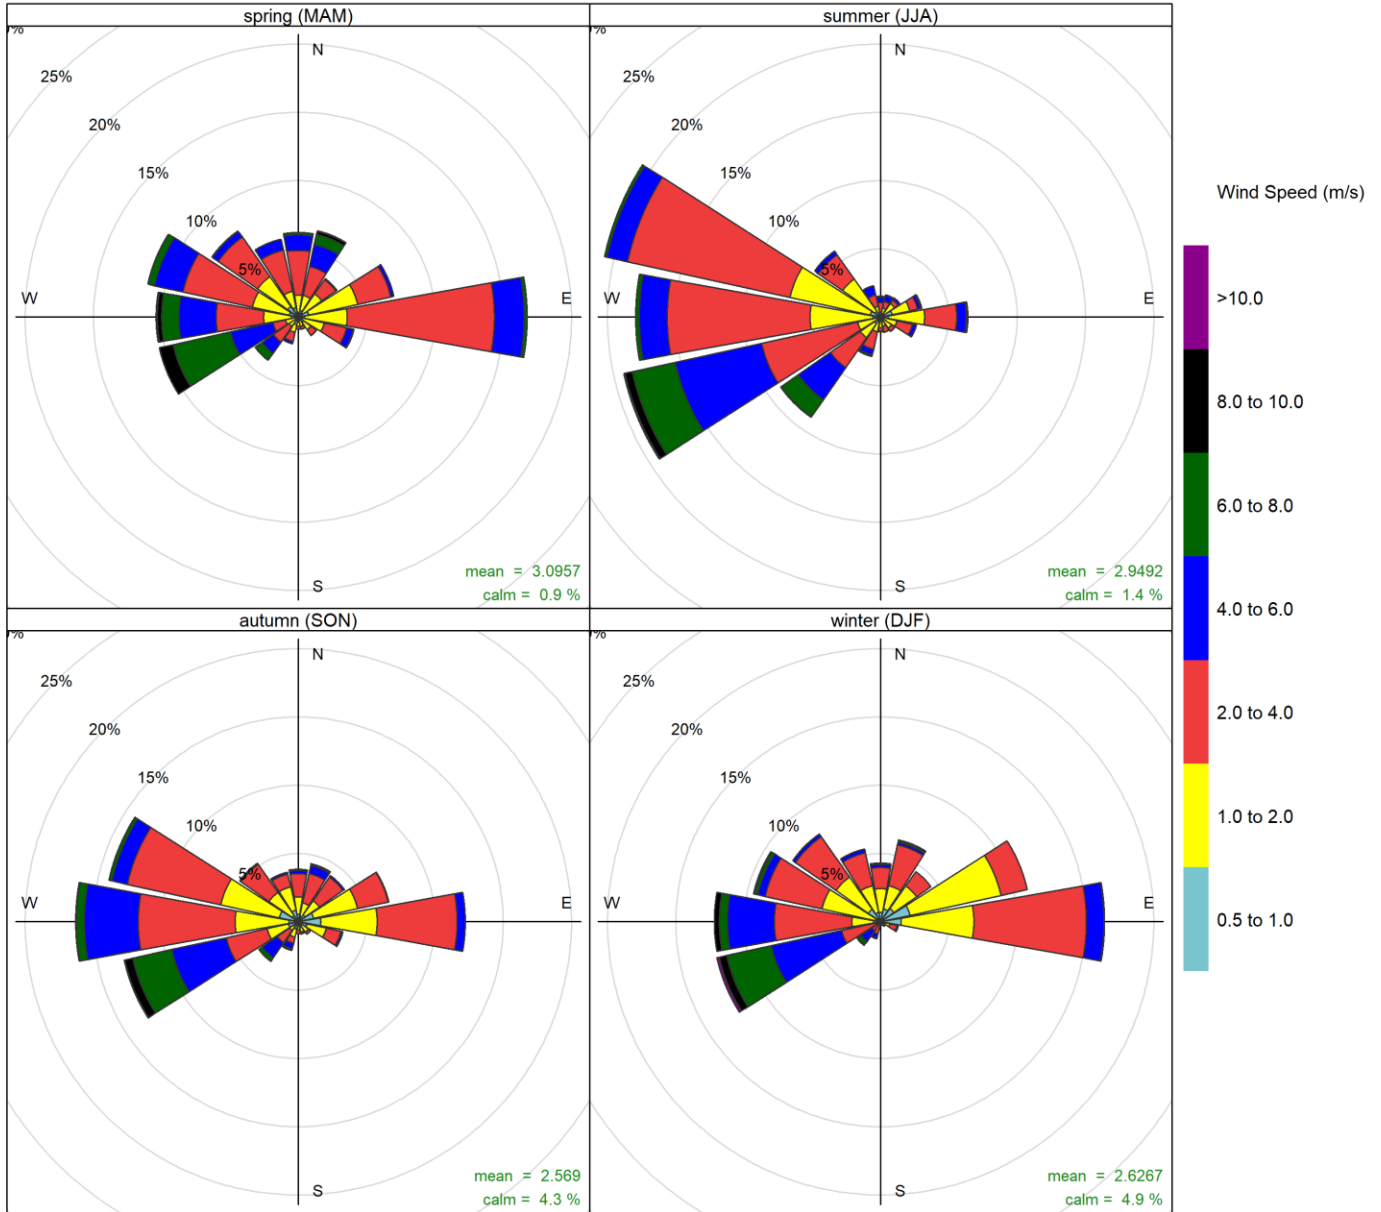 spring (MAM)
%
N
25%
20%
15%
10%
5%
W
E
S
mean = 3.0957
calm = 0.9 %
summer (JJA)
%
N
25%
20%
15%
10%
5%
W
E
S
mean = 2.9492
calm = 1.4 %
autumn (SON)
%
N
25%
20%
15%
10%
5%
W
E
S
mean = 2.569
calm = 4.3 %
winter (DJF)
%
N
25%
20%
15%
10%
5%
W
E
S
mean = 2.6267
calm = 4.9 %
Wind Speed (m/s)
>10.0
8.0 to 10.0
6.0 to 8.0
4.0 to 6.0
2.0 to 4.0
1.0 to 2.0
0.5 to 1.0